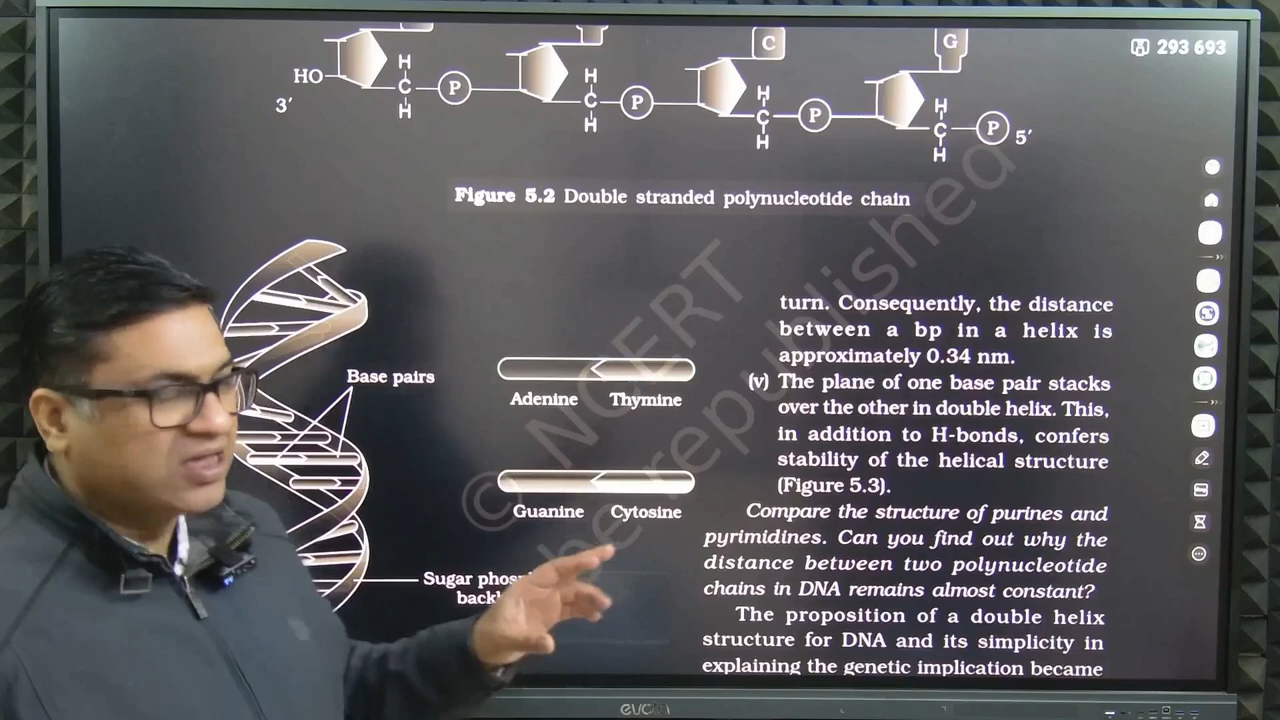 C
G
293 693
HO
H
C
H
P
H
C
H
P
H
C
H
P
H
C
H
P
3′
5′
Figure 5.2 Double stranded polynucleotide chain
Base pairs
Adenine Thymine
Guanine Cytosine
Sugar phos
back
turn. Consequently, the distance
between a bp in a helix is
approximately 0.34 nm.
(v) The plane of one base pair stacks
over the other in double helix. This,
in addition to H-bonds, confers
stability of the helical structure
(Figure 5.3).
Compare the structure of purines and
pyrimidines. Can you find out why the
distance between two polynucleotide
chains in DNA remains almost constant?
The proposition of a double helix
structure for DNA and its simplicity in
explaining the genetic implication became
© NCERT
be republished